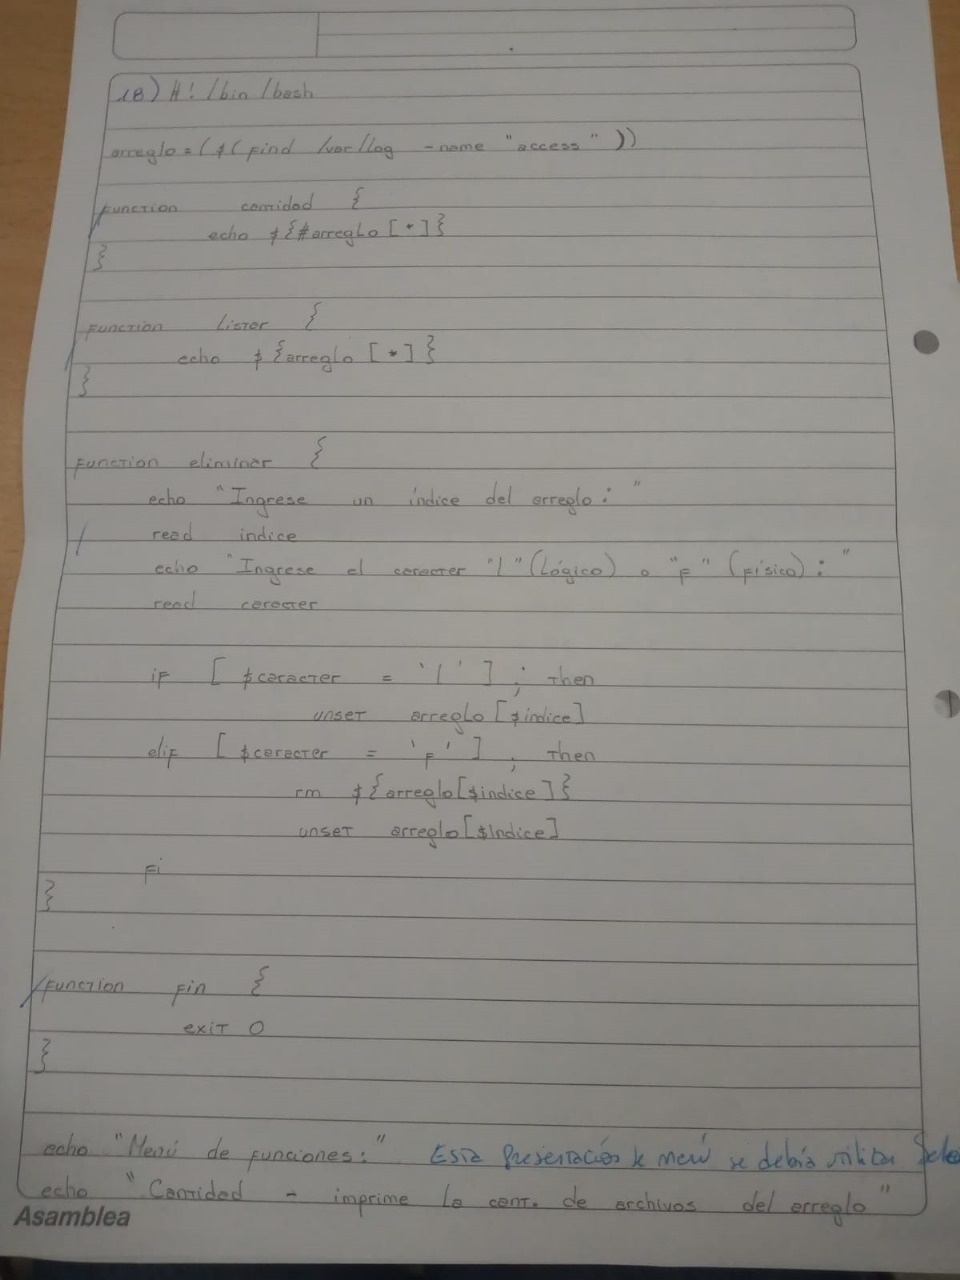 18) #! /bin /bash
arreglo = ( $( find /var/log -name "access" ))
function cantidad {
echo ${#arreglo [*]}
}
function listar {
echo ${arreglo [*]}
}
function eliminar {
echo "Ingrese un índice del arreglo: "
read indice
echo "Ingrese el caracter "l" (Lógico) o "F" (Físico): "
read caracter
if [ $caracter = 'l' ] ; then
unset arreglo [$indice]
elif [ $caracter = 'F' ] ; then
rm ${arreglo[$indice]}
unset arreglo[$indice]
fi
}
function fin {
exit 0
}
echo "Menú de funciones: " Esta presentación de menú se debía utilizar
echo "Cantidad - imprime la cant. de archivos del arreglo"
Asamblea